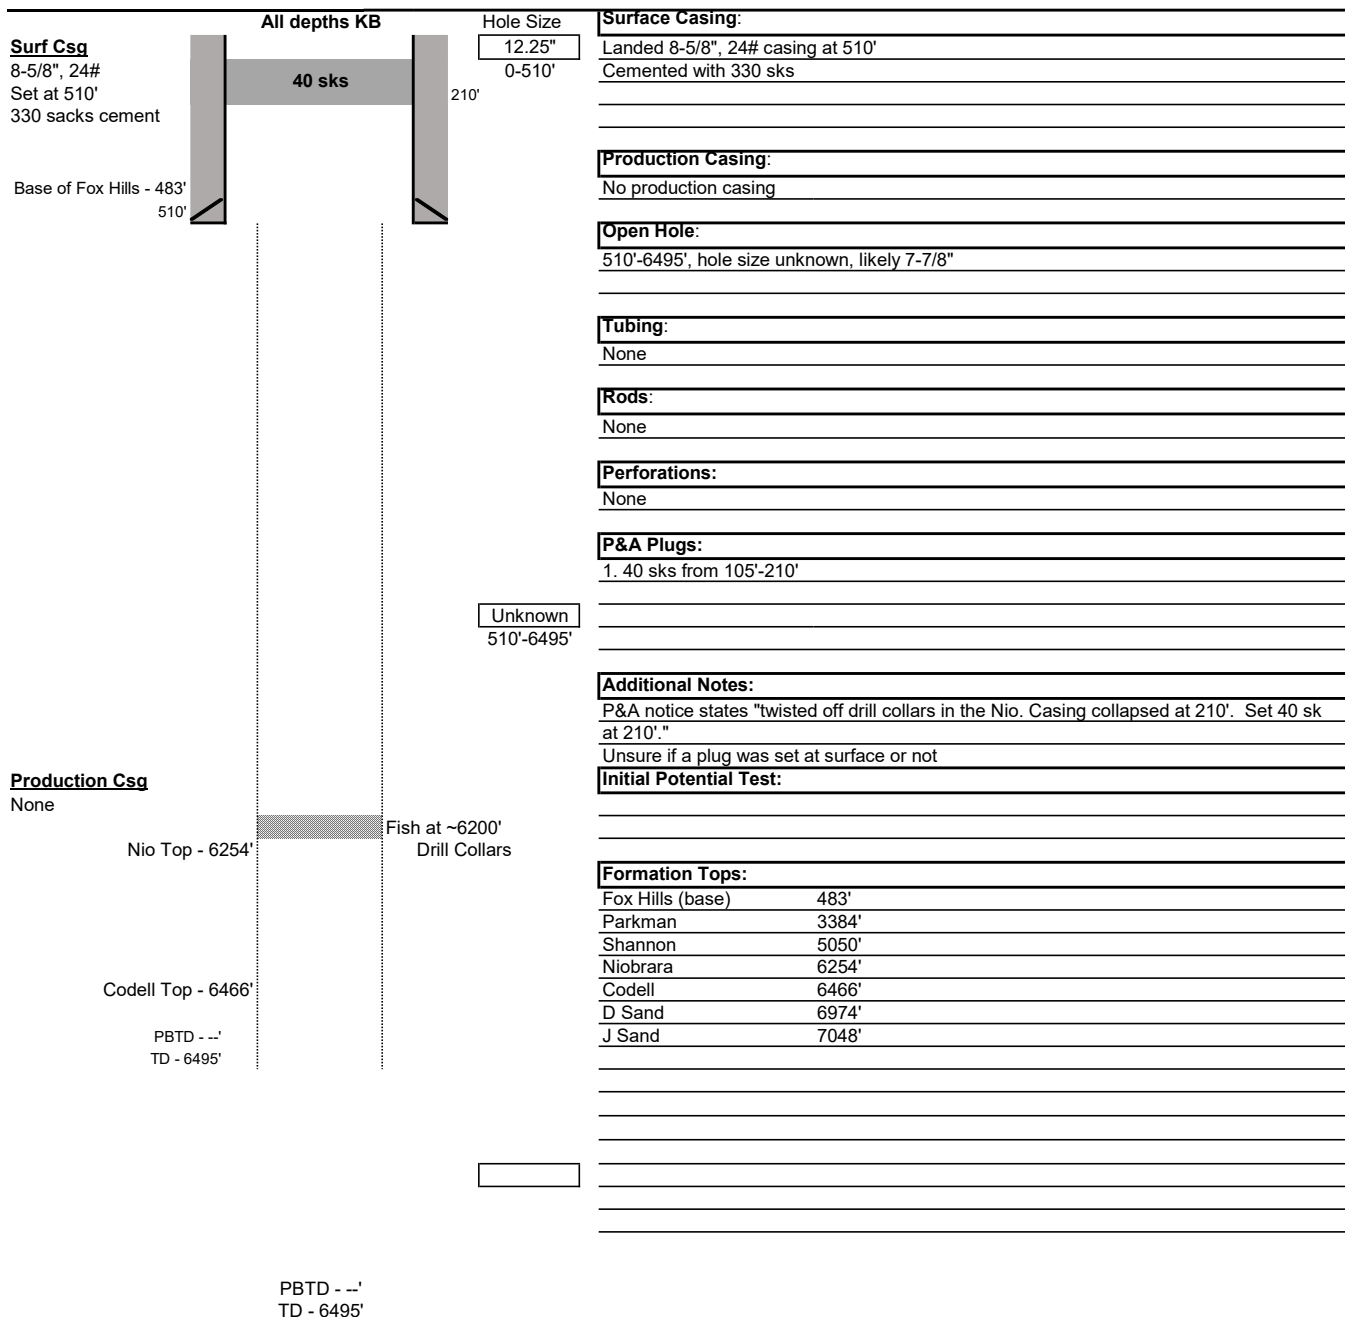 All depths KB
Hole Size
Surf Csg
12.25"
8-5/8", 24#
0-510'
Set at 510'
40 sks
210'
330 sacks cement
Base of Fox Hills - 483'
510'
Unknown
510'-6495'
Production Csg
None
Fish at ~6200'
Nio Top - 6254'
Drill Collars
Codell Top - 6466'
PBTD - --'
TD - 6495'
PBTD - --'
TD - 6495'
Surface Casing:
Landed 8-5/8", 24# casing at 510'
Cemented with 330 sks
Production Casing:
No production casing
Open Hole:
510'-6495', hole size unknown, likely 7-7/8"
Tubing:
None
Rods:
None
Perforations:
None
P&A Plugs:
1. 40 sks from 105'-210'
Additional Notes:
P&A notice states "twisted off drill collars in the Nio. Casing collapsed at 210'.  Set 40 sk
at 210'."
Unsure if a plug was set at surface or not
Initial Potential Test:
Formation Tops:
Fox Hills (base) 483'
Parkman 3384'
Shannon 5050'
Niobrara 6254'
Codell 6466'
D Sand 6974'
J Sand 7048'